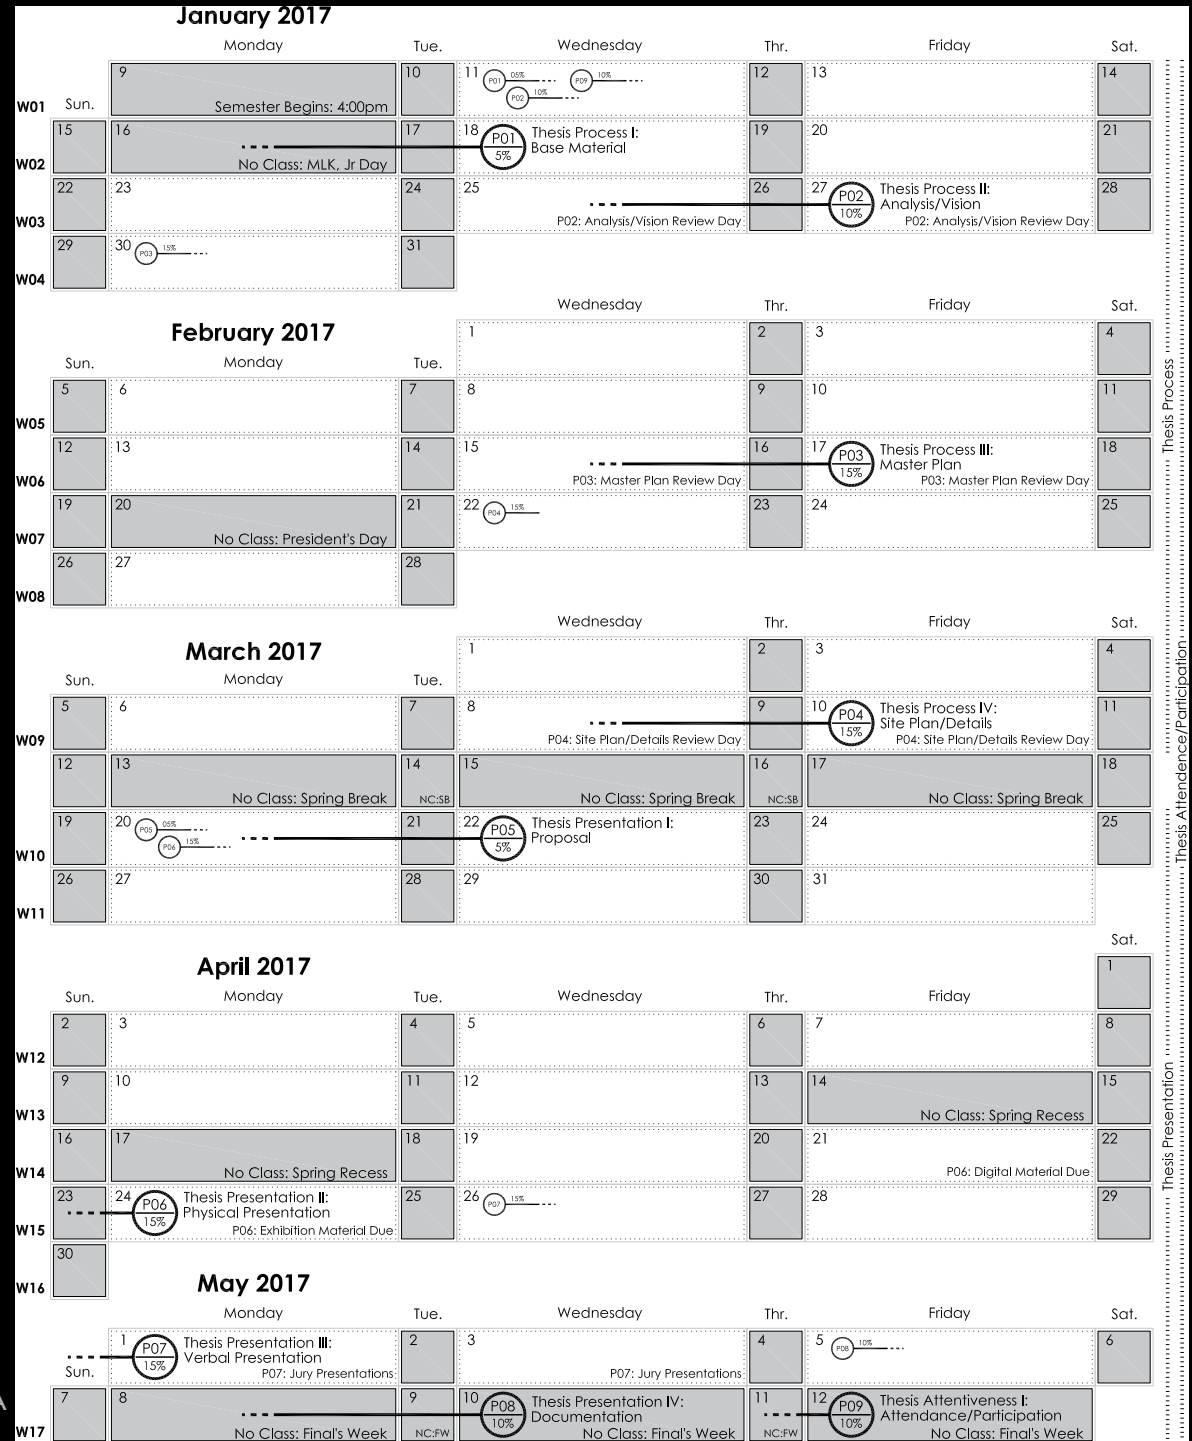 January 2017
Monday Tue. Wednesday Thr. Friday Sat.
W01 Sun. 9 10 11 P01 05% P09 10% 12 13 14
P02 10%
Semester Begins: 4:00pm
15 16 17 18 P01 5% Thesis Process I: 19 20 21
Base Material
W02 No Class: MLK, Jr Day
22 23 24 25 26 27 P02 10% Thesis Process II: 28
Analysis/Vision
W03 P02: Analysis/Vision Review Day P02: Analysis/Vision Review Day
29 30 P03 15% 31
W04
Wednesday Thr. Friday Sat.
February 2017
1 2 3 4
Sun. Monday Tue.
5 6 7 8 9 10 11
W05
12 13 14 15 16 17 P03 15% Thesis Process III: 18
Master Plan
W06 P03: Master Plan Review Day P03: Master Plan Review Day
19 20 21 22 P04 15% 23 24 25
W07 No Class: President's Day
26 27 28
W08
Wednesday Thr. Friday Sat.
March 2017
1 2 3 4
Sun. Monday Tue.
5 6 7 8 9 10 P04 15% Thesis Process IV: 11
Site Plan/Details
W09 P04: Site Plan/Details Review Day P04: Site Plan/Details Review Day
12 13 14 15 16 17 18
No Class: Spring Break NC:SB No Class: Spring Break NC:SB No Class: Spring Break
19 20 P05 05% 21 22 P05 5% Thesis Presentation I: 23 24 25
P06 15% Proposal
W10
26 27 28 29 30 31
W11
Sat.
April 2017
1
Sun. Monday Tue. Wednesday Thr. Friday
2 3 4 5 6 7 8
W12
9 10 11 12 13 14 15
W13 No Class: Spring Recess
16 17 18 19 20 21 22
W14 No Class: Spring Recess P06: Digital Material Due
23 24 P06 15% Thesis Presentation II: 25 26 P07 15% 27 28 29
Physical Presentation
W15 P06: Exhibition Material Due
30
W16
May 2017
Monday Tue. Wednesday Thr. Friday Sat.
1 P07 15% Thesis Presentation III: 2 3 4 5 P08 10% 6
Verbal Presentation
Sun. P07: Jury Presentations P07: Jury Presentations
7 8 9 10 P08 10% Thesis Presentation IV: 11 12 P09 10% Thesis Attentiveness I:
Documentation Attendance/Participation
W17 No Class: Final's Week NC:FW No Class: Final's Week NC:FW No Class: Final's Week
Thesis Process
Thesis Attendence/Participation
Thesis Presentation
A